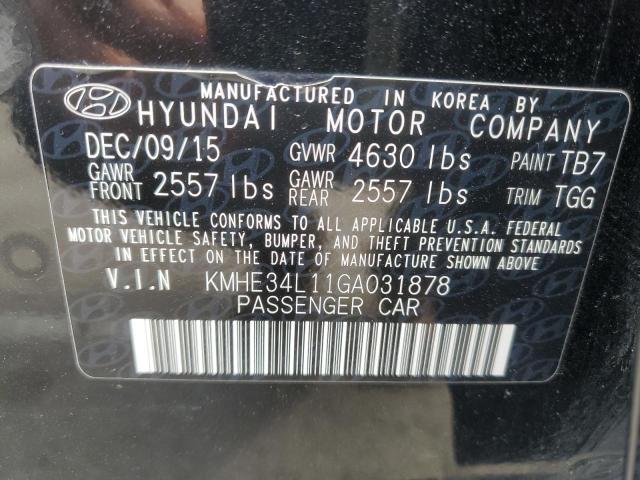 MANUFACTURED IN KOREA BY
HYUNDAI MOTOR COMPANY
DEC/09/15 GVWR 4630 lbs PAINT TB7
GAWR FRONT 2557 lbs GAWR REAR 2557 lbs TRIM TGG
THIS VEHICLE CONFORMS TO ALL APPLICABLE U.S.A. FEDERAL
MOTOR VEHICLE SAFETY, BUMPER, AND THEFT PREVENTION STANDARDS
IN EFFECT ON THE DATE OF MANUFACTURE SHOWN ABOVE.
V.I.N KMHE34L11GA031878
PASSENGER CAR